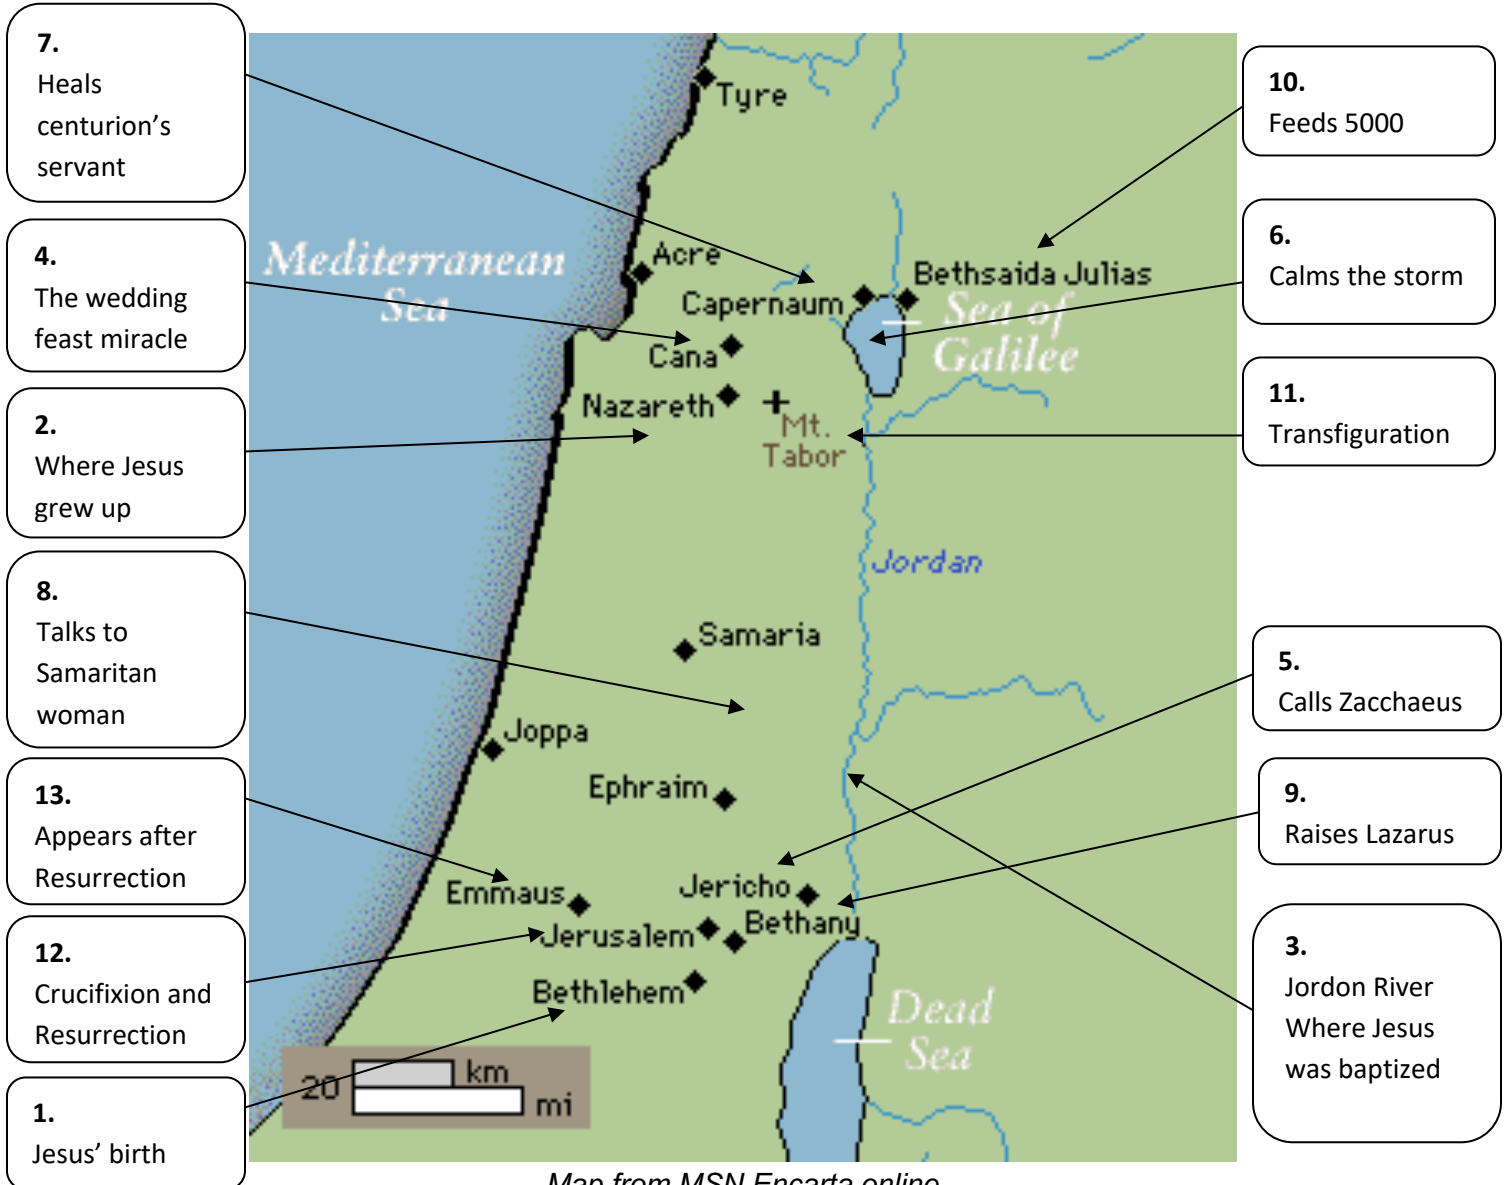 7.
Heals
centurion’s
servant
4.
The wedding
feast miracle
2.
Where Jesus
grew up
8.
Talks to
Samaritan
woman
13.
Appears after
Resurrection
12.
Crucifixion and
Resurrection
1.
Jesus’ birth
Tyre
Mediterranean
Sea
Acre
Capernaum
Bethsaida Julias
Sea of
Galilee
Cana
Nazareth
Mt.
Tabor
Jordan
Samaria
Joppa
Ephraim
Emmaus
Jericho
Jerusalem
Bethany
Bethlehem
Dead
Sea
20
km
mi
10.
Feeds 5000
6.
Calms the storm
11.
Transfiguration
5.
Calls Zacchaeus
9.
Raises Lazarus
3.
Jordon River
Where Jesus
was baptized
Map from MSN Encarta online